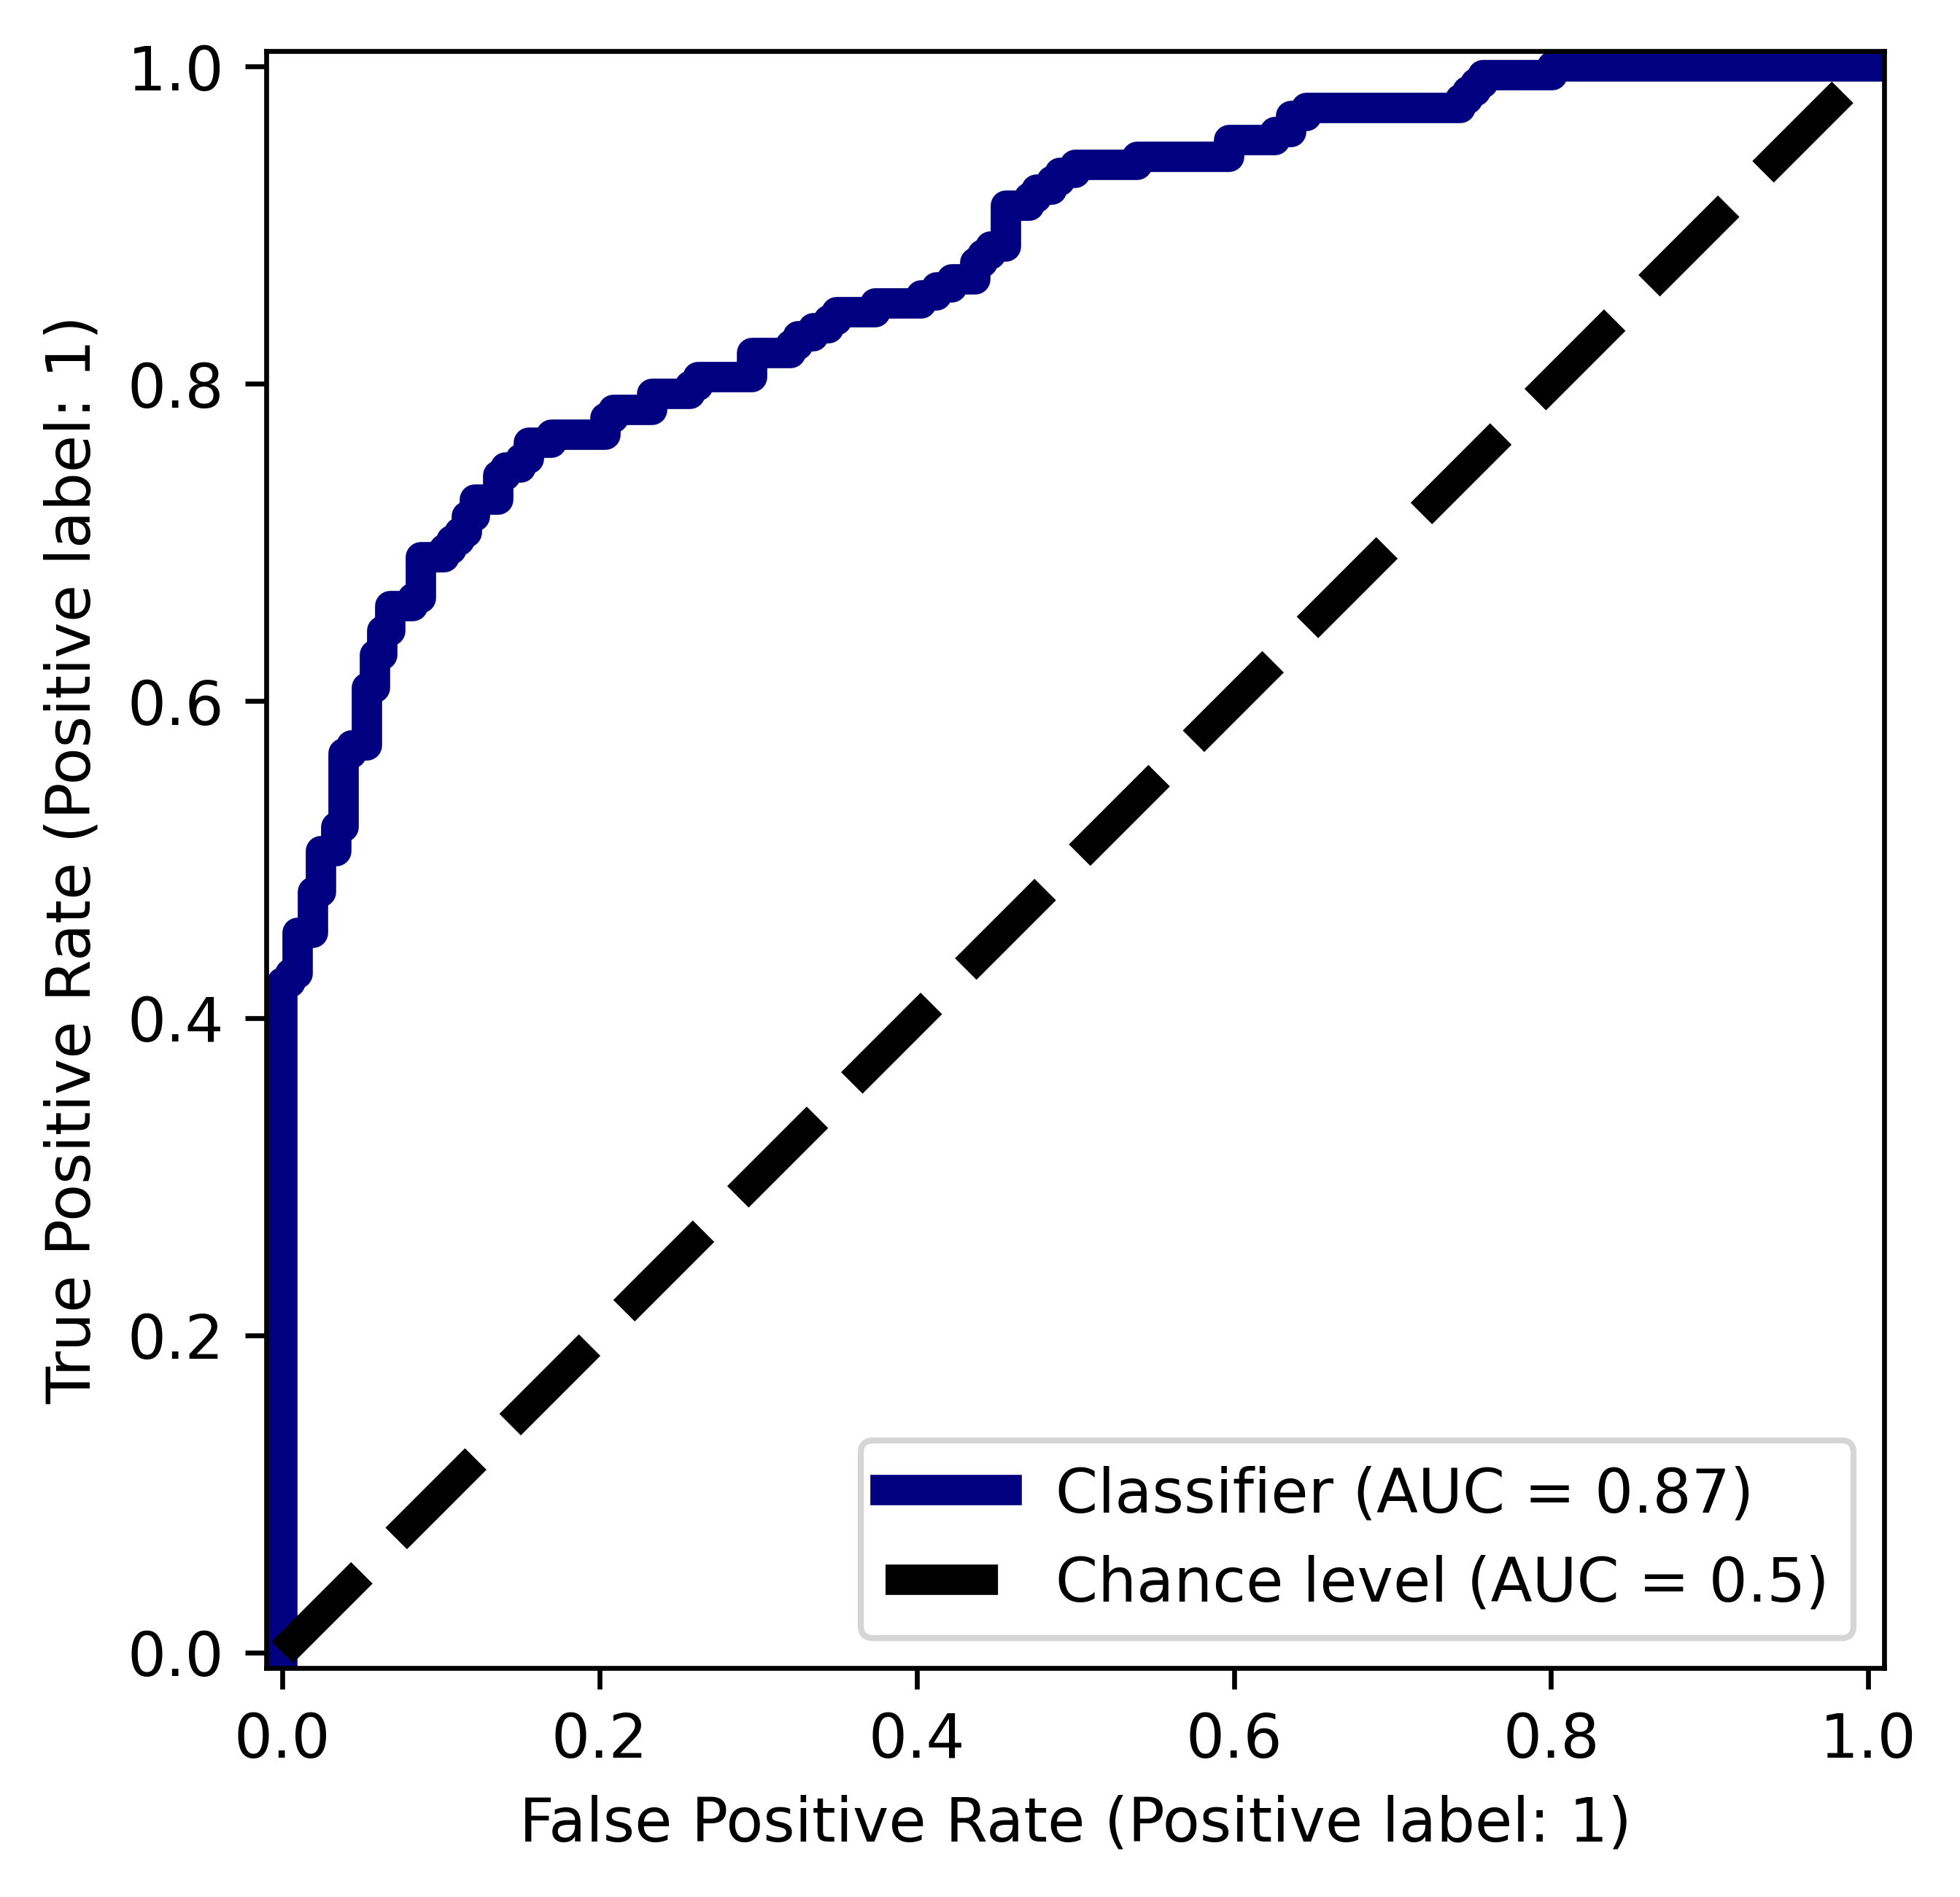 True Positive Rate (Positive label: 1)
1.0
0.8
0.6
0.4
0.2
0.0
Classifier (AUC = 0.87)
Chance level (AUC = 0.5)
0.0 0.2 0.4 0.6 0.8 1.0
False Positive Rate (Positive label: 1)